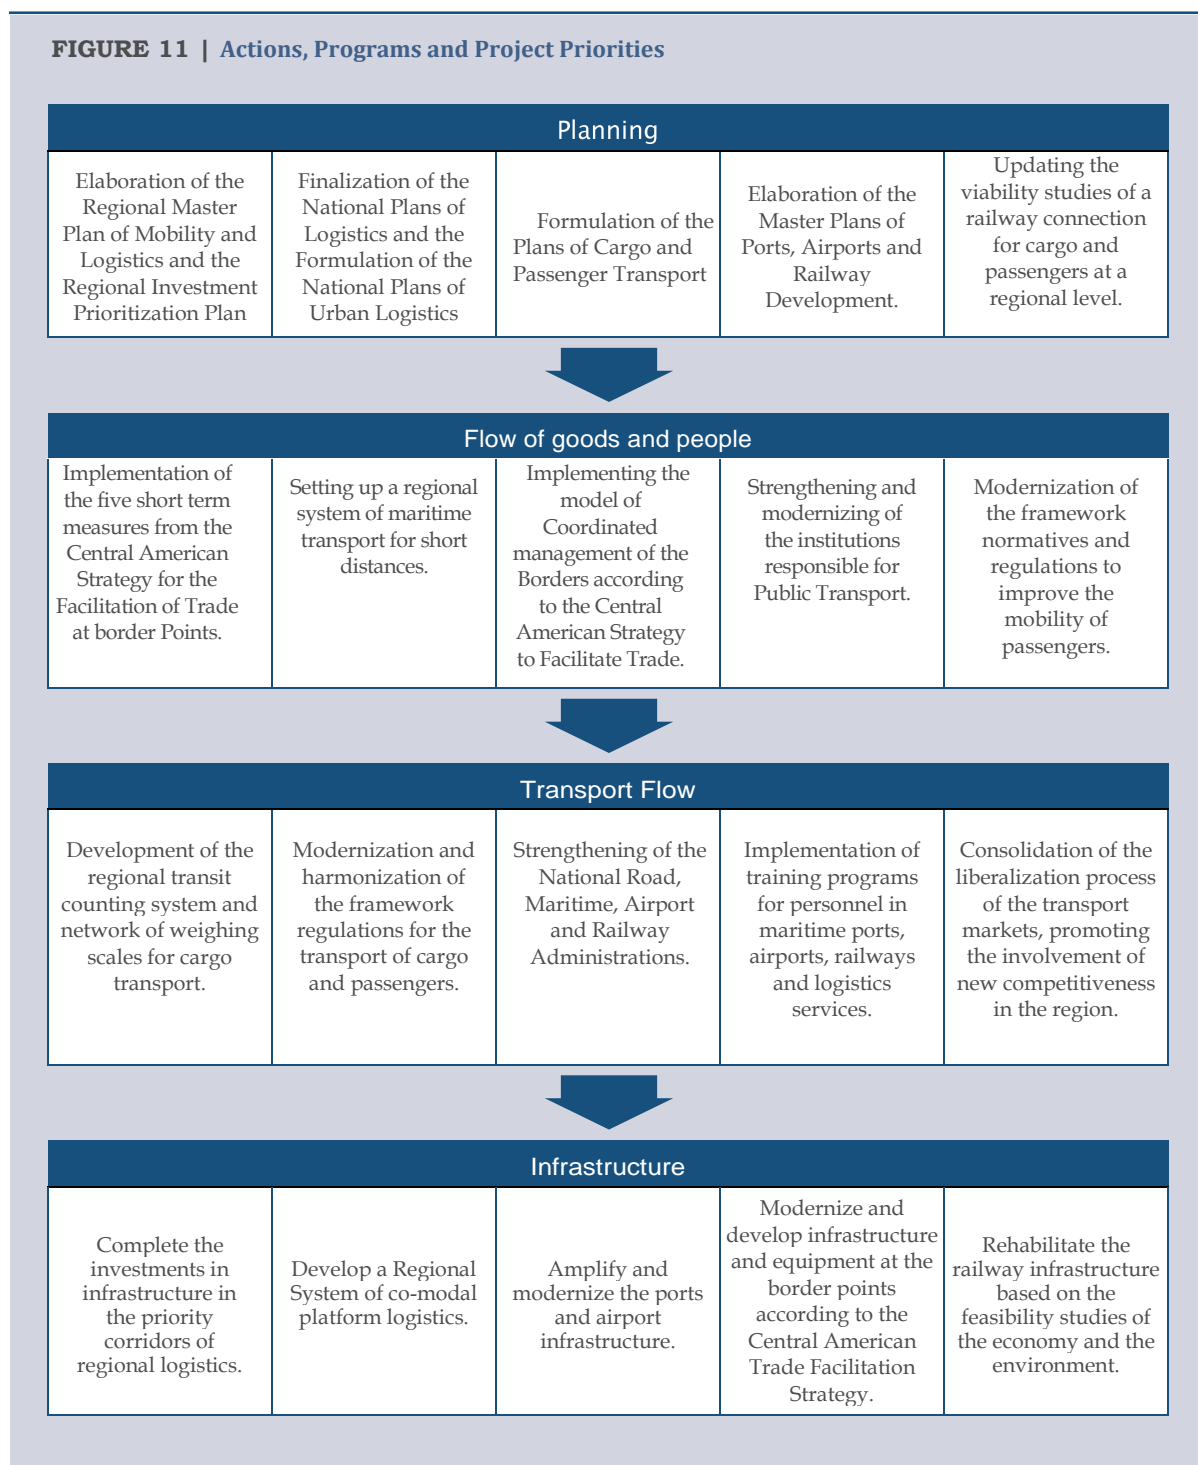 FIGURE 11 | Actions, Programs and Project Priorities
Planning
Elaboration of the
Regional Master
Plan of Mobility and
Logistics and the
Regional Investment
Prioritization Plan
Finalization of the
National Plans of
Logistics and the
Formulation of the
National Plans of
Urban Logistics
Formulation of the
Plans of Cargo and
Passenger Transport
Elaboration of the
Master Plans of
Ports, Airports and
Railway
Development.
Updating the
viability studies of a
railway connection
for cargo and
passengers at a
regional level.
Flow of goods and people
Implementation of
the five short term
measures from the
Central American
Strategy for the
Facilitation of Trade
at border Points.
Setting up a regional
system of maritime
transport for short
distances.
Implementing the
model of
Coordinated
management of the
Borders according
to the Central
American Strategy
to Facilitate Trade.
Strengthening and
modernizing of
the institutions
responsible for
Public Transport.
Modernization of
the framework
normatives and
regulations to
improve the
mobility of
passengers.
Transport Flow
Development of the
regional transit
counting system and
network of weighing
scales for cargo
transport.
Modernization and
harmonization of
the framework
regulations for the
transport of cargo
and passengers.
Strengthening of the
National Road,
Maritime, Airport
and Railway
Administrations.
Implementation of
training programs
for personnel in
maritime ports,
airports, railways
and logistics
services.
Consolidation of the
liberalization process
of the transport
markets, promoting
the involvement of
new competitiveness
in the region.
Infrastructure
Complete the
investments in
infrastructure in
the priority
corridors of
regional logistics.
Develop a Regional
System of co-modal
platform logistics.
Amplify and
modernize the ports
and airport
infrastructure.
Modernize and
develop infrastructure
and equipment at the
border points
according to the
Central American
Trade Facilitation
Strategy.
Rehabilitate the
railway infrastructure
based on the
feasibility studies of
the economy and the
environment.